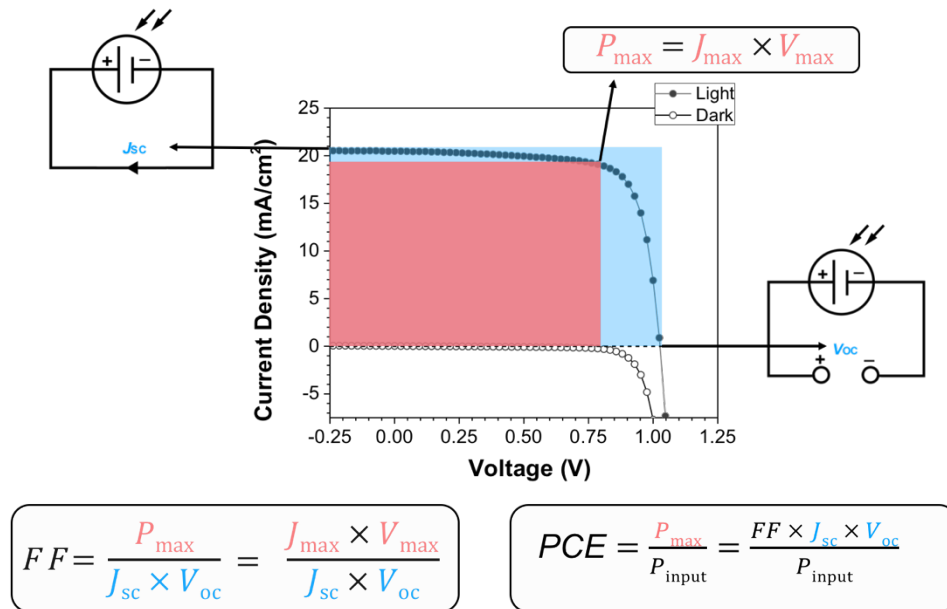 P_max = J_max × V_max
+ −
J_SC
Light
Dark
Current Density (mA/cm²)
25
20
15
10
5
0
-5
-0.25 0.00 0.25 0.50 0.75 1.00 1.25
Voltage (V)
+ −
V_OC
+ −
FF = P_max / (J_sc × V_oc) = (J_max × V_max) / (J_sc × V_oc)
PCE = P_max / P_input = (FF × J_sc × V_oc) / P_input